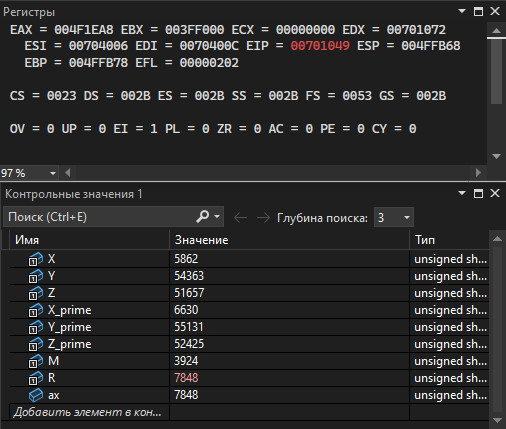 Регистры
EAX = 004F1EA8 EBX = 003FF000 ECX = 00000000 EDX = 00701072
ESI = 00704006 EDI = 0070400C EIP = 00701049 ESP = 004FFB68
EBP = 004FFB78 EFL = 00000202
CS = 0023 DS = 002B ES = 002B SS = 002B FS = 0053 GS = 002B
OV = 0 UP = 0 EI = 1 PL = 0 ZR = 0 AC = 0 PE = 0 CY = 0
97 %
Контрольные значения 1
Поиск (Ctrl+E) Глубина поиска: 3
Имя Значение Тип
X 5862 unsigned sh...
Y 54363 unsigned sh...
Z 51657 unsigned sh...
X_prime 6630 unsigned sh...
Y_prime 55131 unsigned sh...
Z_prime 52425 unsigned sh...
M 3924 unsigned sh...
R 7848 unsigned sh...
ax 7848 unsigned sh...
Добавить элемент в кон...